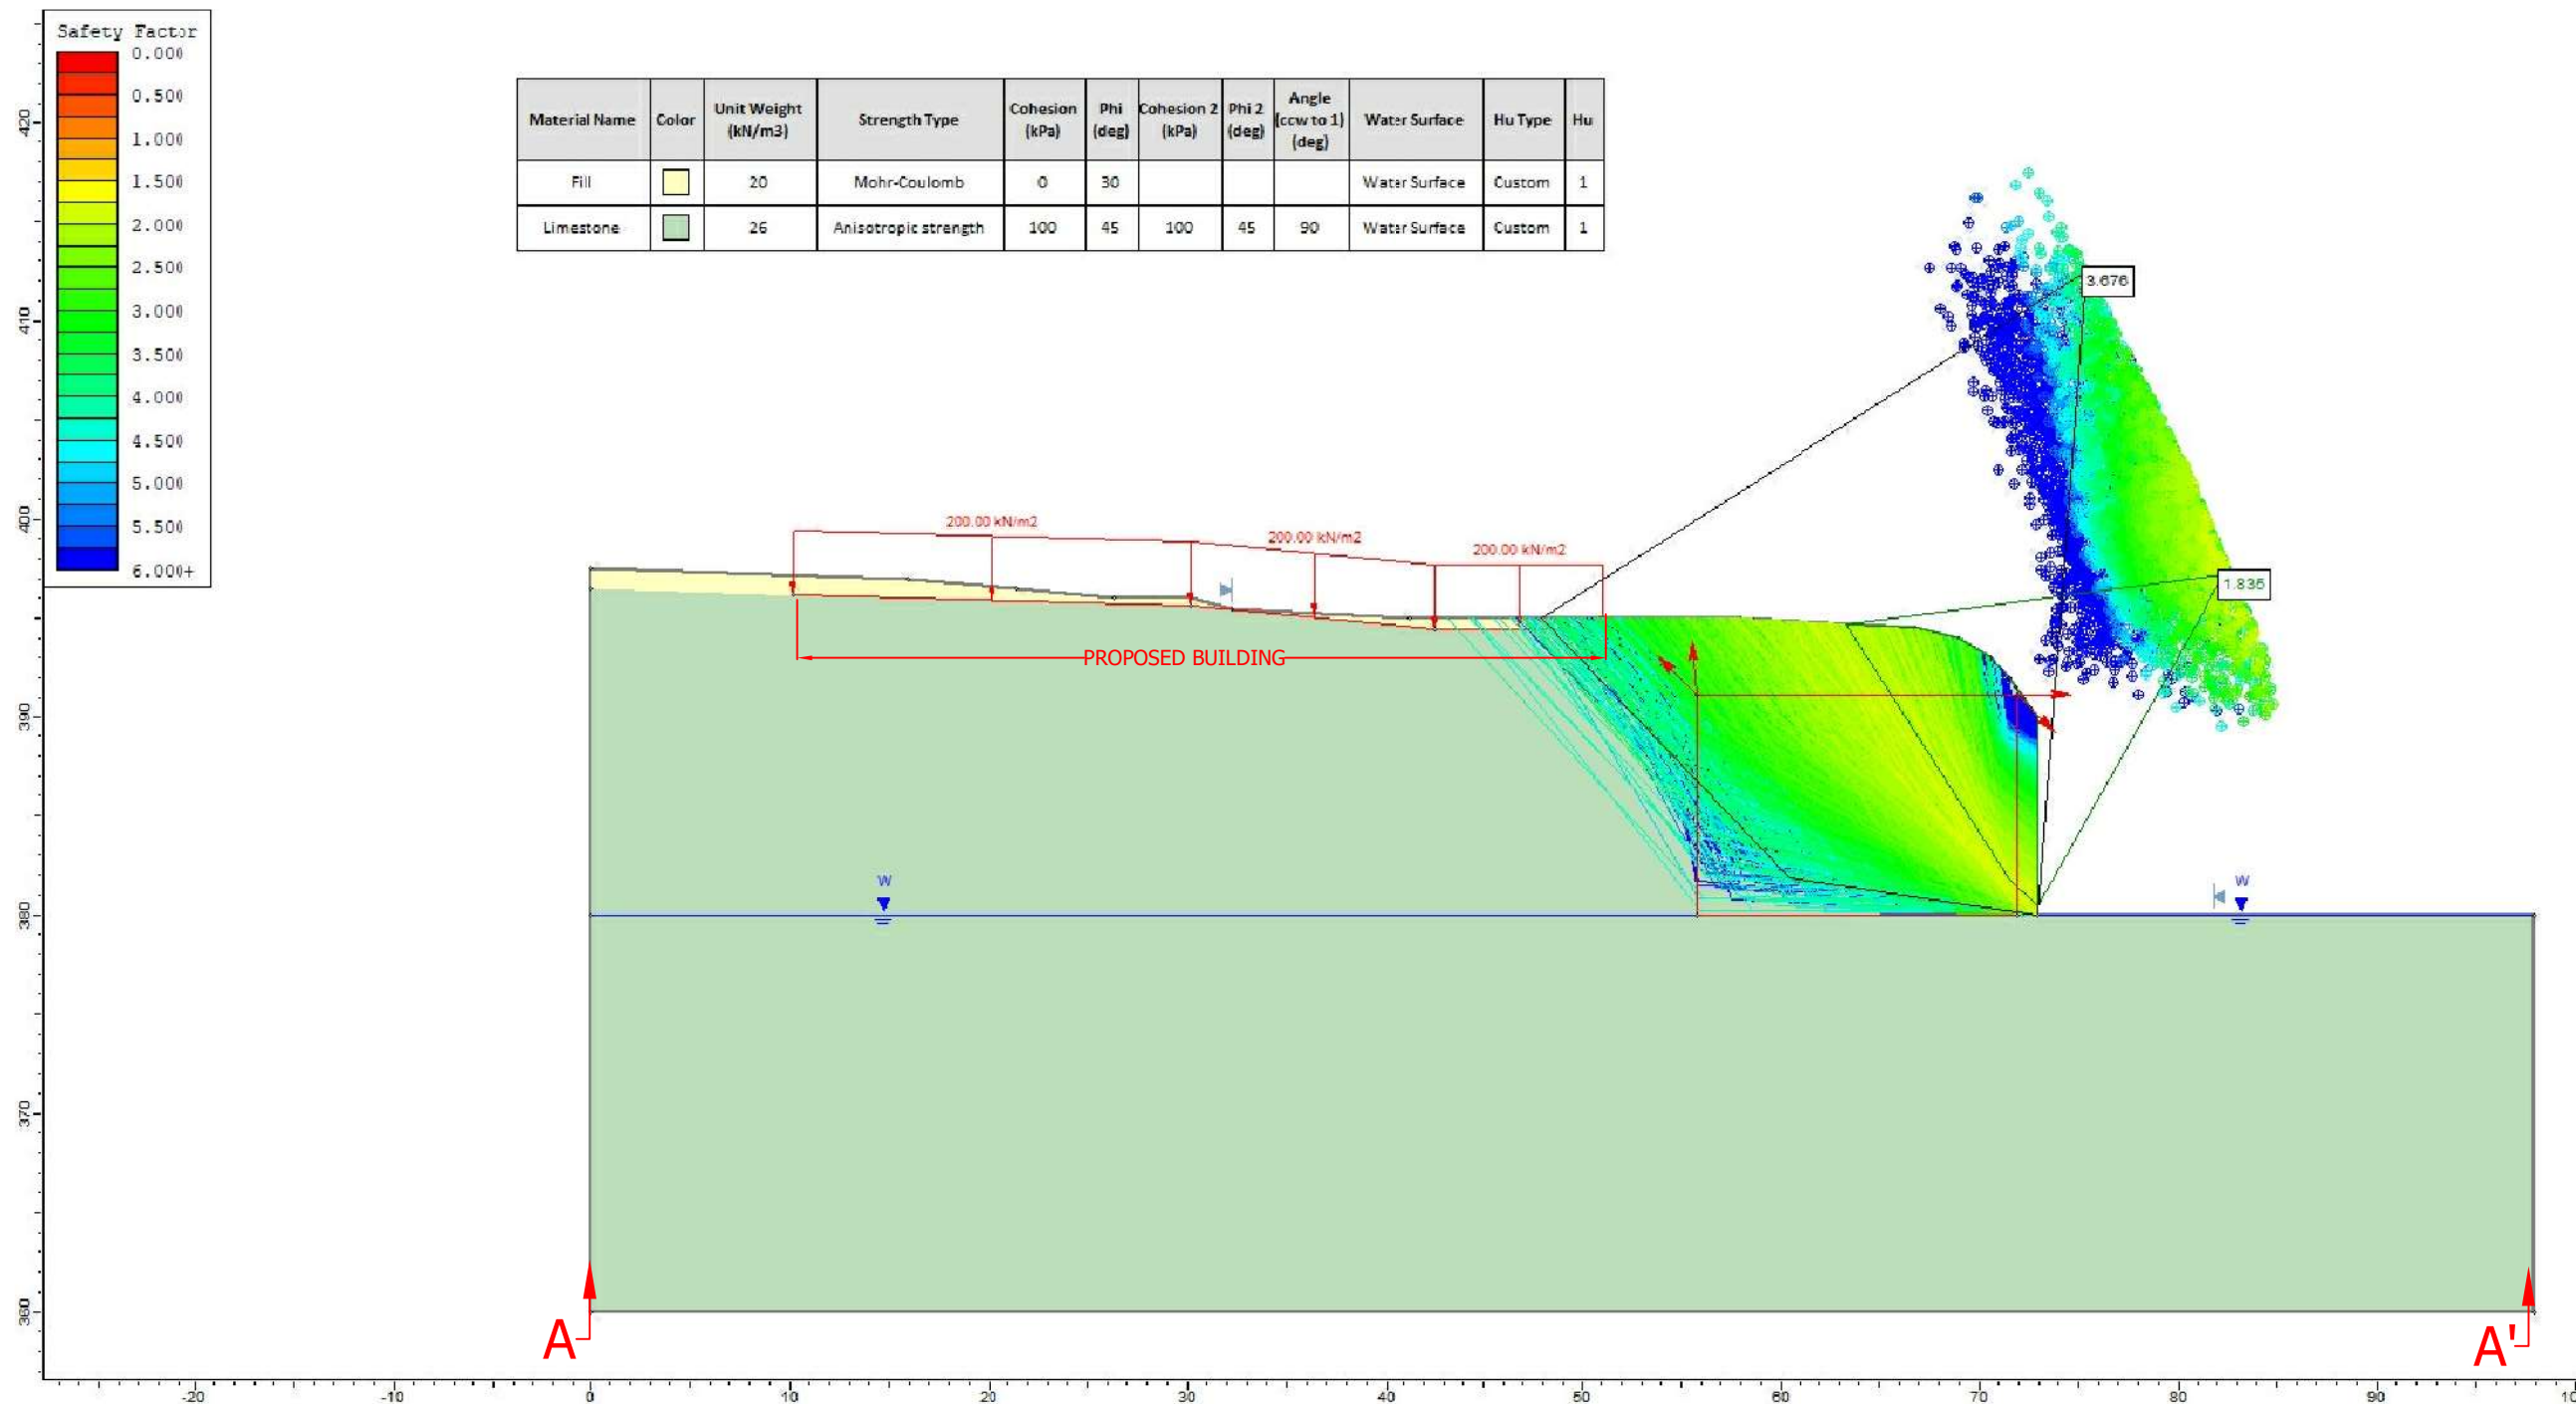 Safety Factor
0.000
0.500
1.000
1.500
2.000
2.500
3.000
3.500
4.000
4.500
5.000
5.500
6.000+
Material Name Color Unit Weight (kN/m3) Strength Type Cohesion (kPa) Phi (deg) Cohesion 2 (kPa) Phi 2 (deg) Angle (ccw to 1) (deg) Water Surface Hu Type Hu
Fill 20 Mohr-Coulomb 0 30 Water Surface Custom 1
Limestone 26 Anisotropic strength 100 45 100 45 90 Water Surface Custom 1
3.676
1.835
200.00 kN/m2
200.00 kN/m2
200.00 kN/m2
PROPOSED BUILDING
W
W
A
A'
420
410
400
390
380
370
360
-20 -10 0 10 20 30 40 50 60 70 80 90